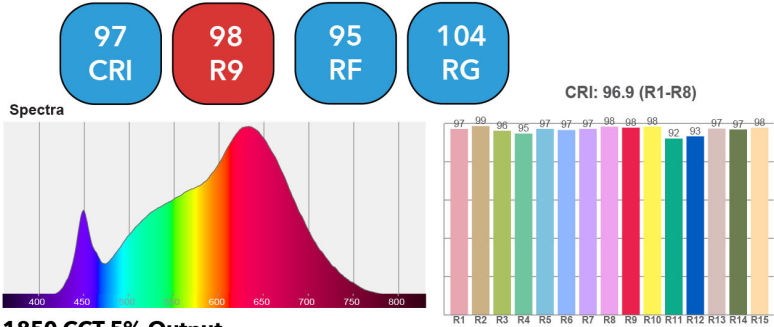 97
CRI
98
R9
95
RF
104
RG
Spectra
400 450 500 550 600 650 700 750 800
CRI: 96.9 (R1-R8)
97 99 96 95 97 97 97 98 98 98 92 93 97 97 98
R1 R2 R3 R4 R5 R6 R7 R8 R9 R10 R11 R12 R13 R14 R15
1850 CCT 5% Output